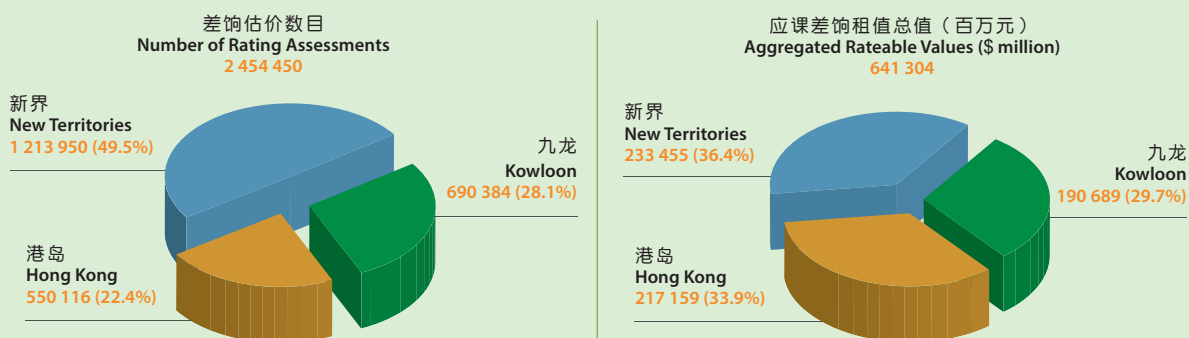 差饷估价数目
Number of Rating Assessments
2 454 450
新界
New Territories
1 213 950 (49.5%)
九龙
Kowloon
690 384 (28.1%)
港岛
Hong Kong
550 116 (22.4%)
应课差饷租值总值（百万元）
Aggregated Rateable Values ($ million)
641 304
新界
New Territories
233 455 (36.4%)
九龙
Kowloon
190 689 (29.7%)
港岛
Hong Kong
217 159 (33.9%)